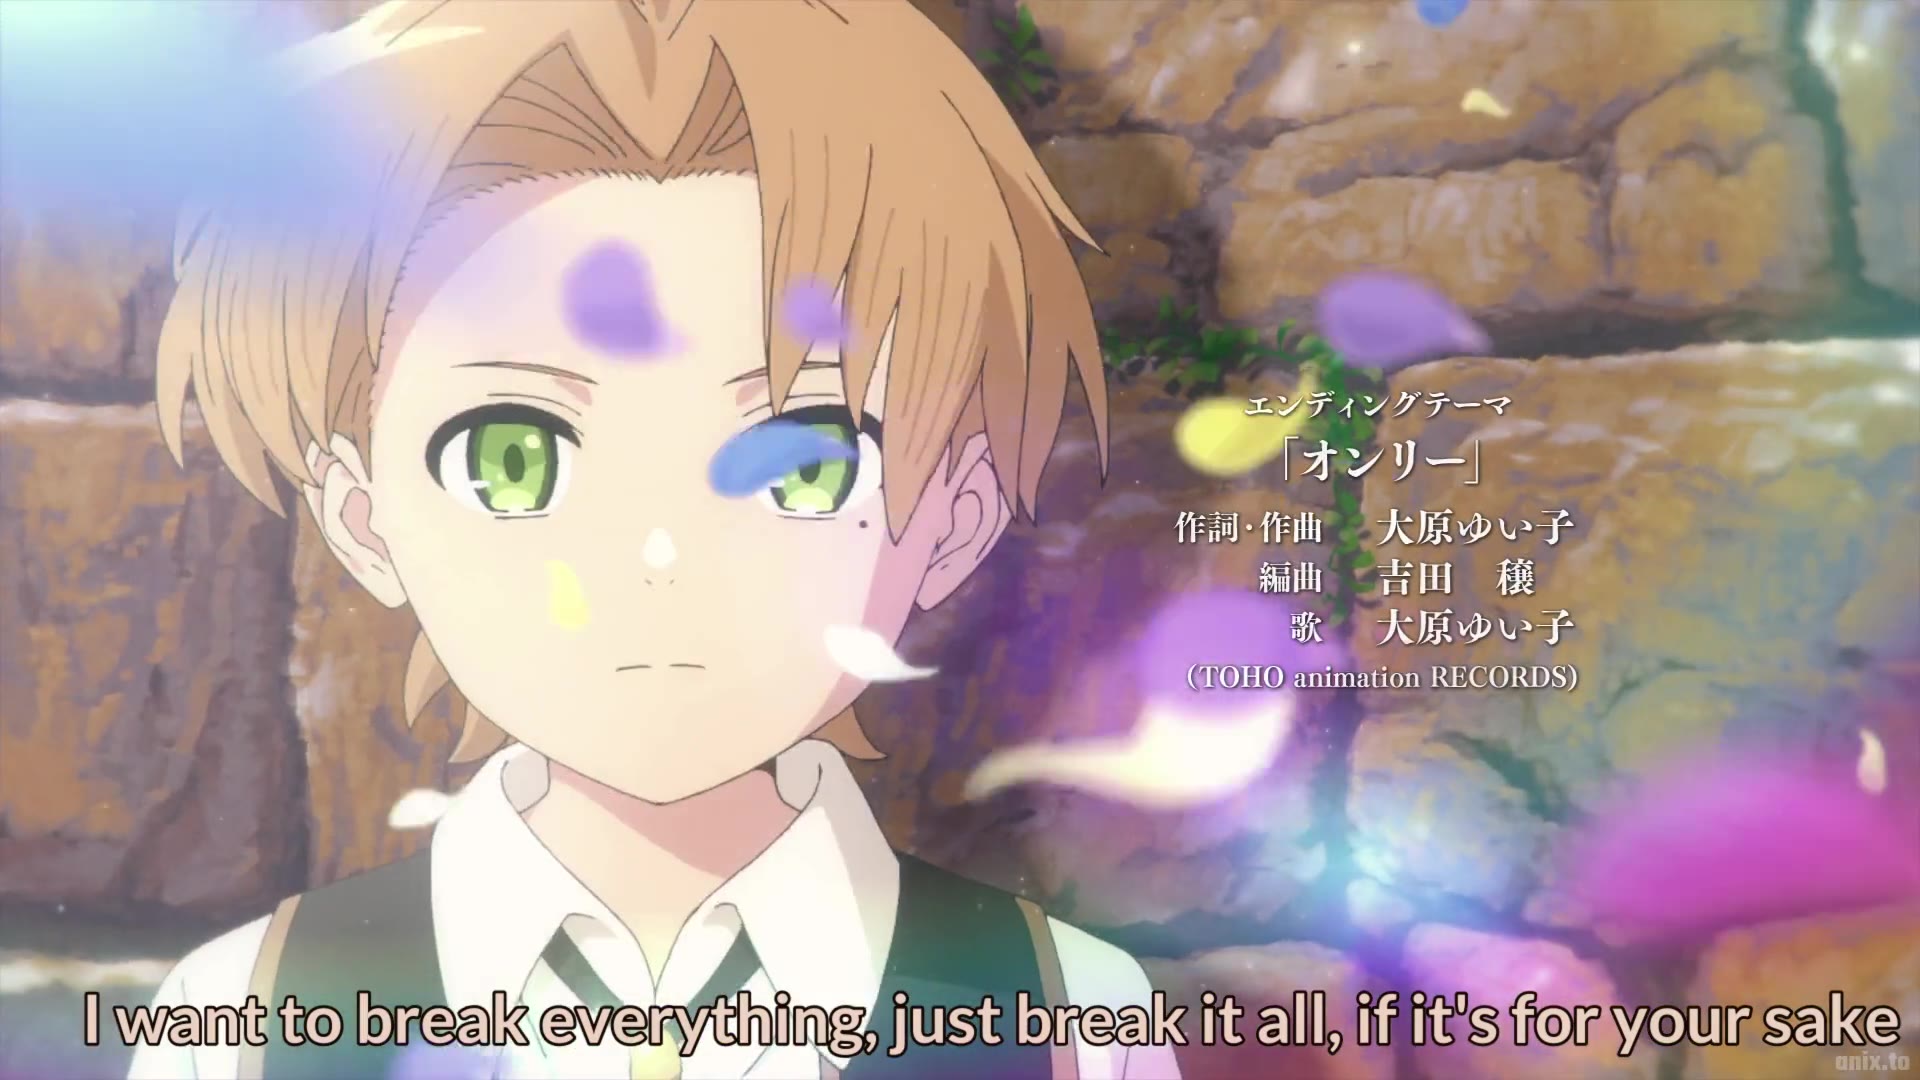 エンディングテーマ
「オンリー」
作詞・作曲 大原ゆい子
編曲 吉田 穣
歌 大原ゆい子
(TOHO animation RECORDS)
I want to break everything, just break it all, if it's for your sake
anix.to